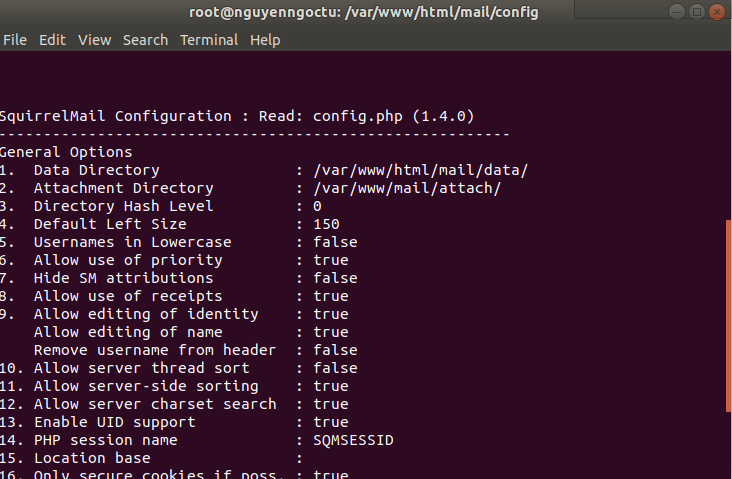 root@nguyenngoctu: /var/www/html/mail/config
File Edit View Search Terminal Help
SquirrelMail Configuration : Read: config.php (1.4.0)
---------------------------------------------------------
General Options
1.  Data Directory               : /var/www/html/mail/data/
2.  Attachment Directory         : /var/www/mail/attach/
3.  Directory Hash Level         : 0
4.  Default Left Size            : 150
5.  Usernames in Lowercase       : false
6.  Allow use of priority        : true
7.  Hide SM attributions         : false
8.  Allow use of receipts        : true
9.  Allow editing of identity    : true
    Allow editing of name        : true
    Remove username from header  : false
10. Allow server thread sort     : false
11. Allow server-side sorting    : true
12. Allow server charset search  : true
13. Enable UID support           : true
14. PHP session name             : SQMSESSID
15. Location base                :
16. Only secure cookies if poss. : true